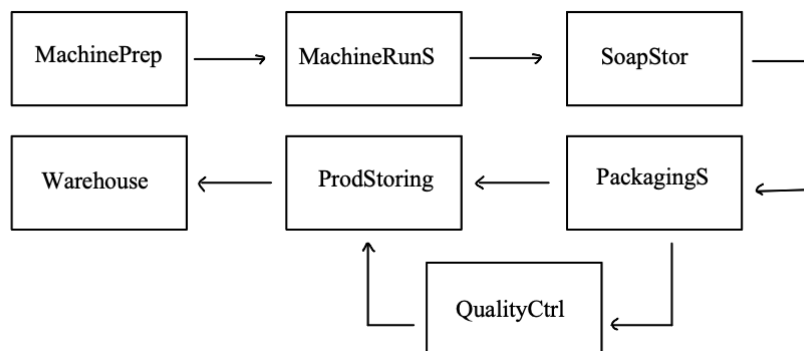 MachinePrep
MachineRunS
SoapStor
Warehouse
ProdStoring
PackagingS
QualityCtrl